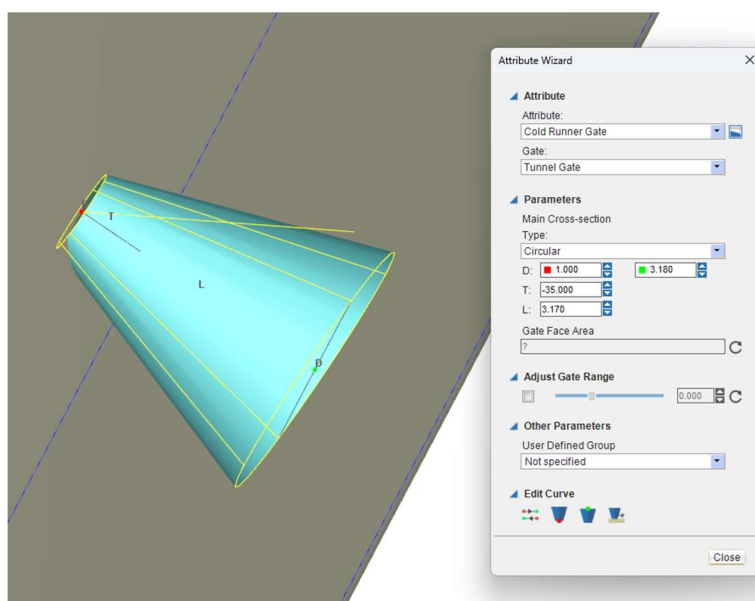 Attribute Wizard
Attribute
Attribute:
Cold Runner Gate
Gate:
Tunnel Gate
Parameters
Main Cross-section
Type:
Circular
D: 1.000 3.180
T: -35.000
L: 3.170
Gate Face Area
?
Adjust Gate Range
0.000
Other Parameters
User Defined Group
Not specified
Edit Curve
Close
T
L
D